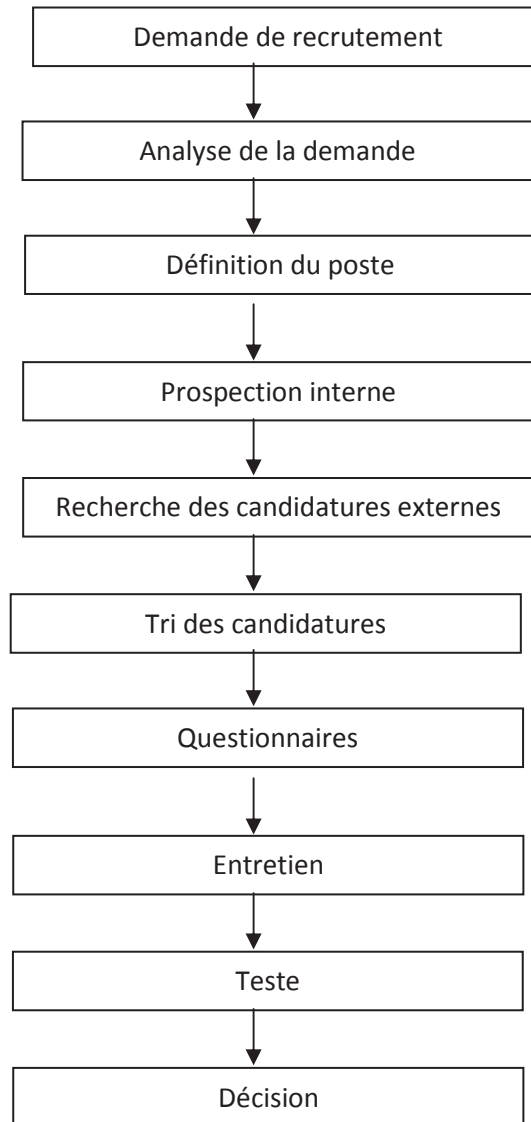 Demande de recrutement
Analyse de la demande
Définition du poste
Prospection interne
Recherche des candidatures externes
Tri des candidatures
Questionnaires
Entretien
Teste
Décision